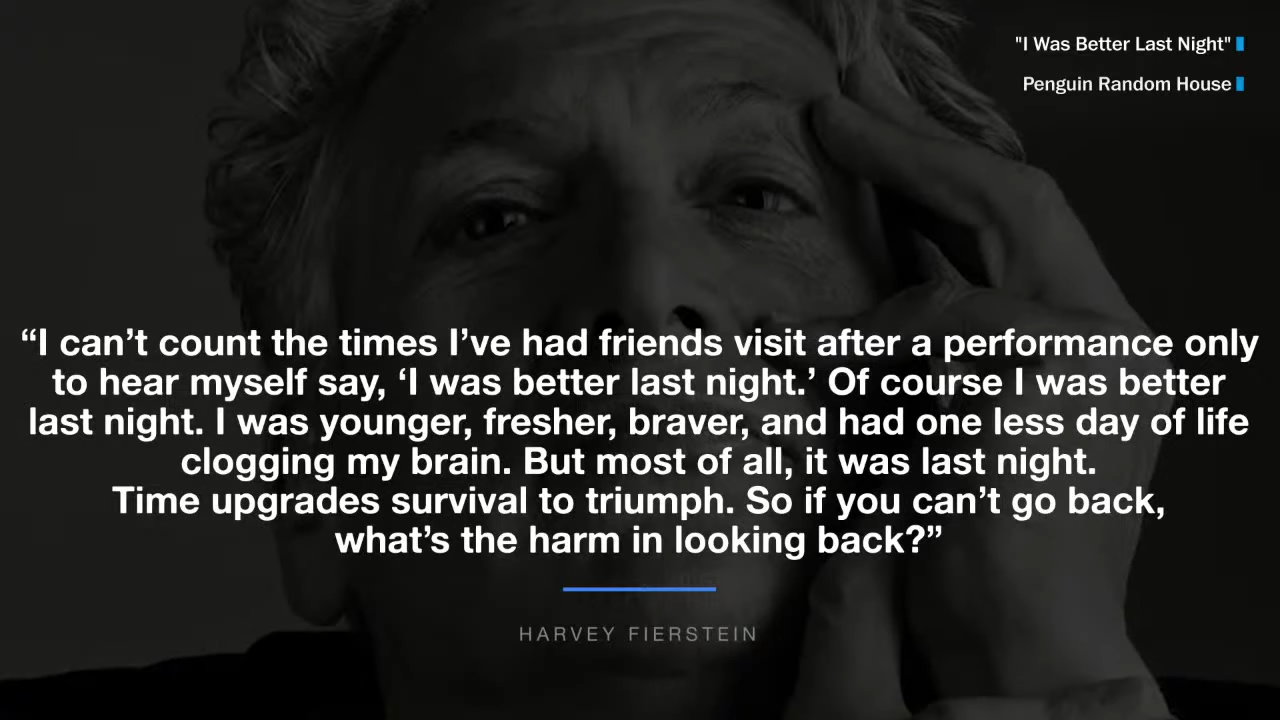 "I Was Better Last Night"
Penguin Random House
“I can’t count the times I’ve had friends visit after a performance only
to hear myself say, ‘I was better last night.’ Of course I was better
last night. I was younger, fresher, braver, and had one less day of life
clogging my brain. But most of all, it was last night.
Time upgrades survival to triumph. So if you can’t go back,
what’s the harm in looking back?”
HARVEY FIERSTEIN